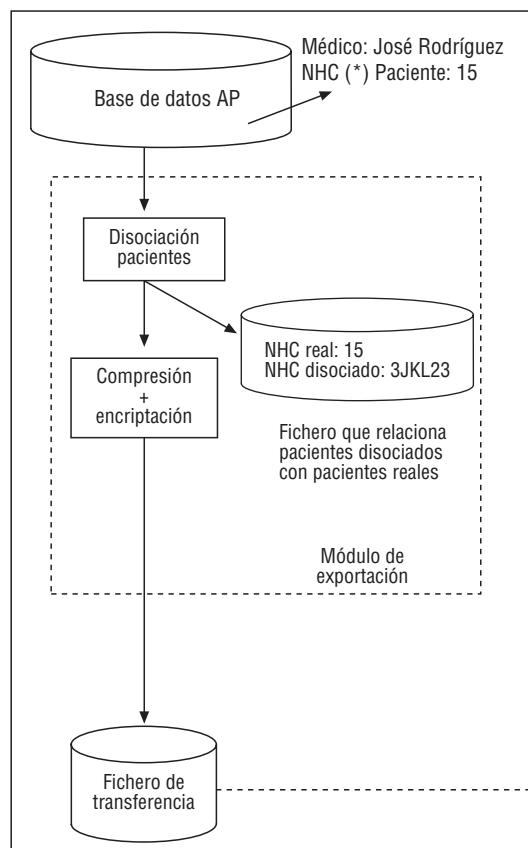 Médico: José Rodríguez
NHC (*) Paciente: 15
Base de datos AP
Disociación
pacientes
NHC real: 15
NHC disociado: 3JKL23
Compresión
+
encriptación
Fichero que relaciona
pacientes disociados
con pacientes reales
Módulo de
exportación
Fichero de
transferencia